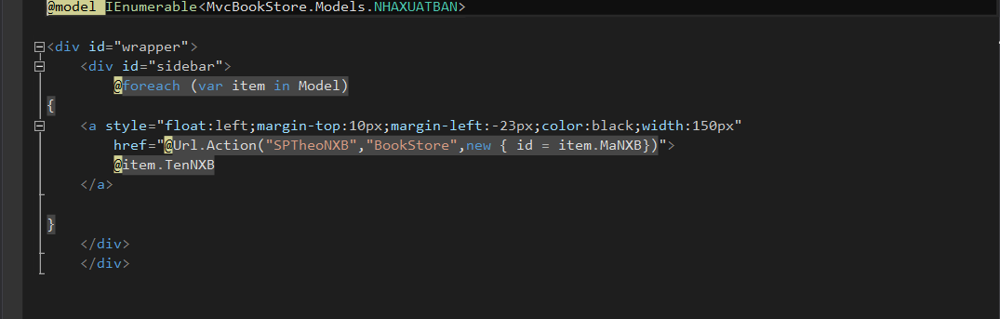 @model IEnumerable<MvcBookStore.Models.NHAXUATBAN>
<div id="wrapper">
<div id="sidebar">
@foreach (var item in Model)
{
<a style="float:left;margin-top:10px;margin-left:-23px;color:black;width:150px"
href="@Url.Action("SPTheoNXB","BookStore",new { id = item.MaNXB})">
@item.TenNXB
</a>
}
</div>
</div>